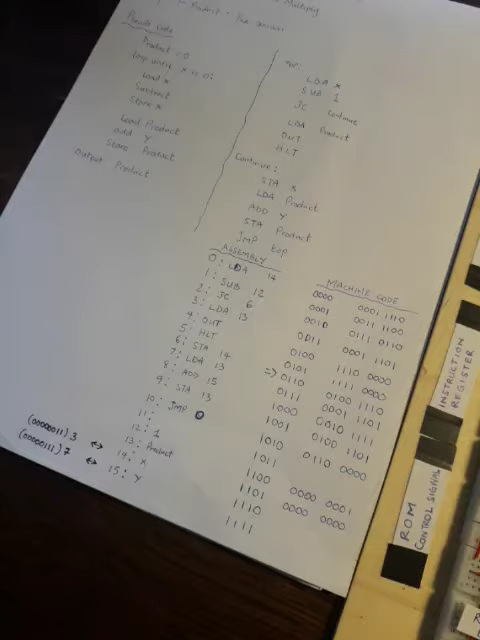 Product = The answer
Multiply
Pseudo code
Product = 0
Loop until x is 0:
Load x
Subtract
Store x
Load Product
Add Y
Store Product
Output Product
LDA x
SUB 1
JC Continue
LDA Product
OUT
HLT
Continue:
STA x
LDA Product
ADD Y
STA Product
JMP top
ASSEMBLY
0: LDA 14
1: SUB 12
2: JC 6
3: LDA 13
4: OUT
5: HLT
6: STA 14
7: LDA 13
8: ADD 15
9: STA 13
10: JMP 0
11:
12: 1
13: Product
(00000011) 3 ↔ 14: x
(00000111) 7 ↔ 15: Y
MACHINE CODE
0000 0001 1110
0001 0011 1100
0010 0111 0110
0011 0001 1101
0100 1110 0000
0101 1111 0000
⇒ 0110 0100 1110
0111 0001 1101
1000 0010 1111
1001 0100 1101
1010 0110 0000
1011
1100 0000 0001
1101 0000 0000
1110
1111
INSTRUCTION
REGISTER
ROM
CONTROL SIGNAL